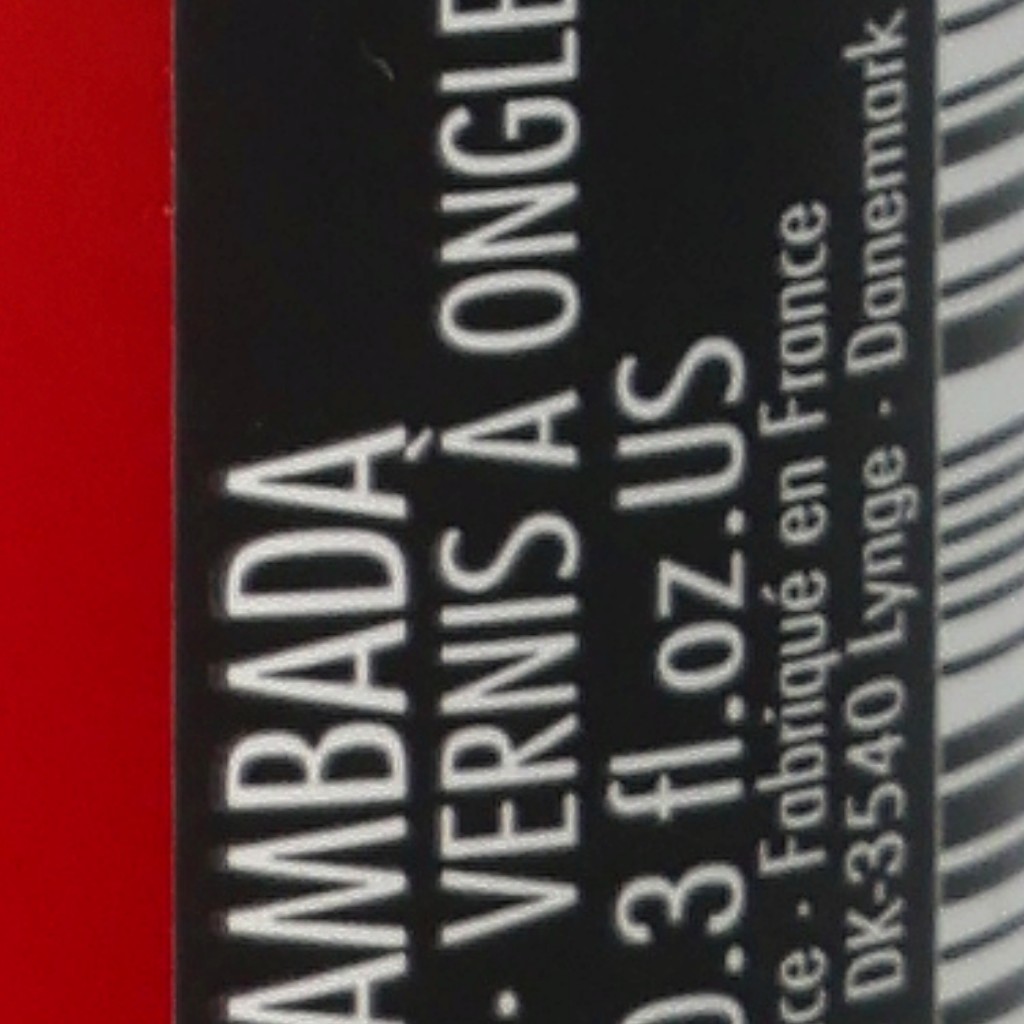 AMBADA
· VERNIS À ONGLE
0.3 fl.oz.US
ce · Fabriqué en France
DK-3540 Lynge · Danemark